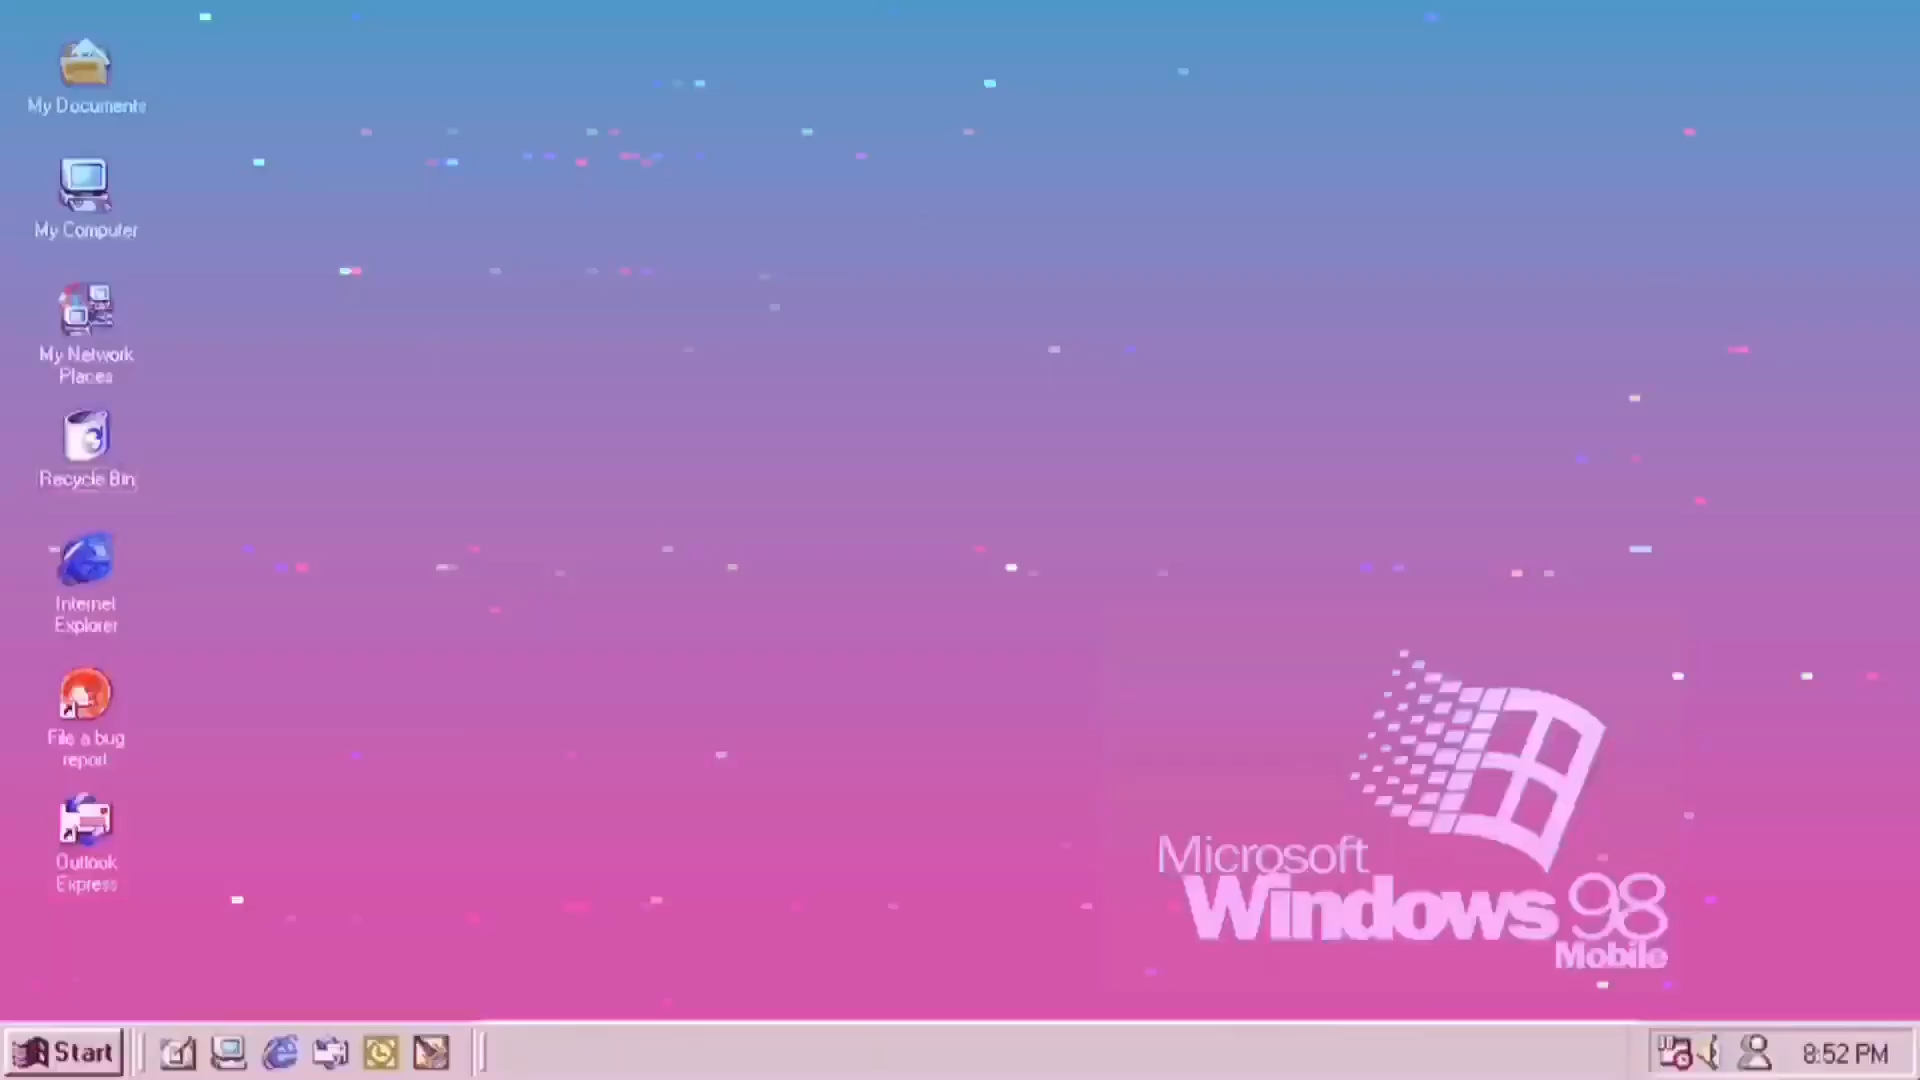 My Documents
My Computer
My Network
Places
Recycle Bin
Internet
Explorer
File a bug
report
Outlook
Express
Microsoft
Windows 98
Mobile
Start
8:52 PM